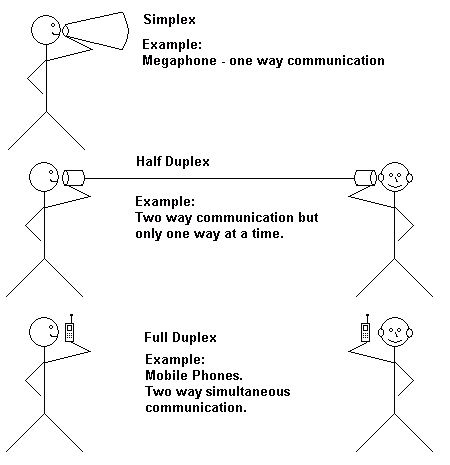 Simplex
Example:
Megaphone - one way communication
Half Duplex
Example:
Two way communication but
only one way at a time.
Full Duplex
Example:
Mobile Phones.
Two way simultaneous
communication.